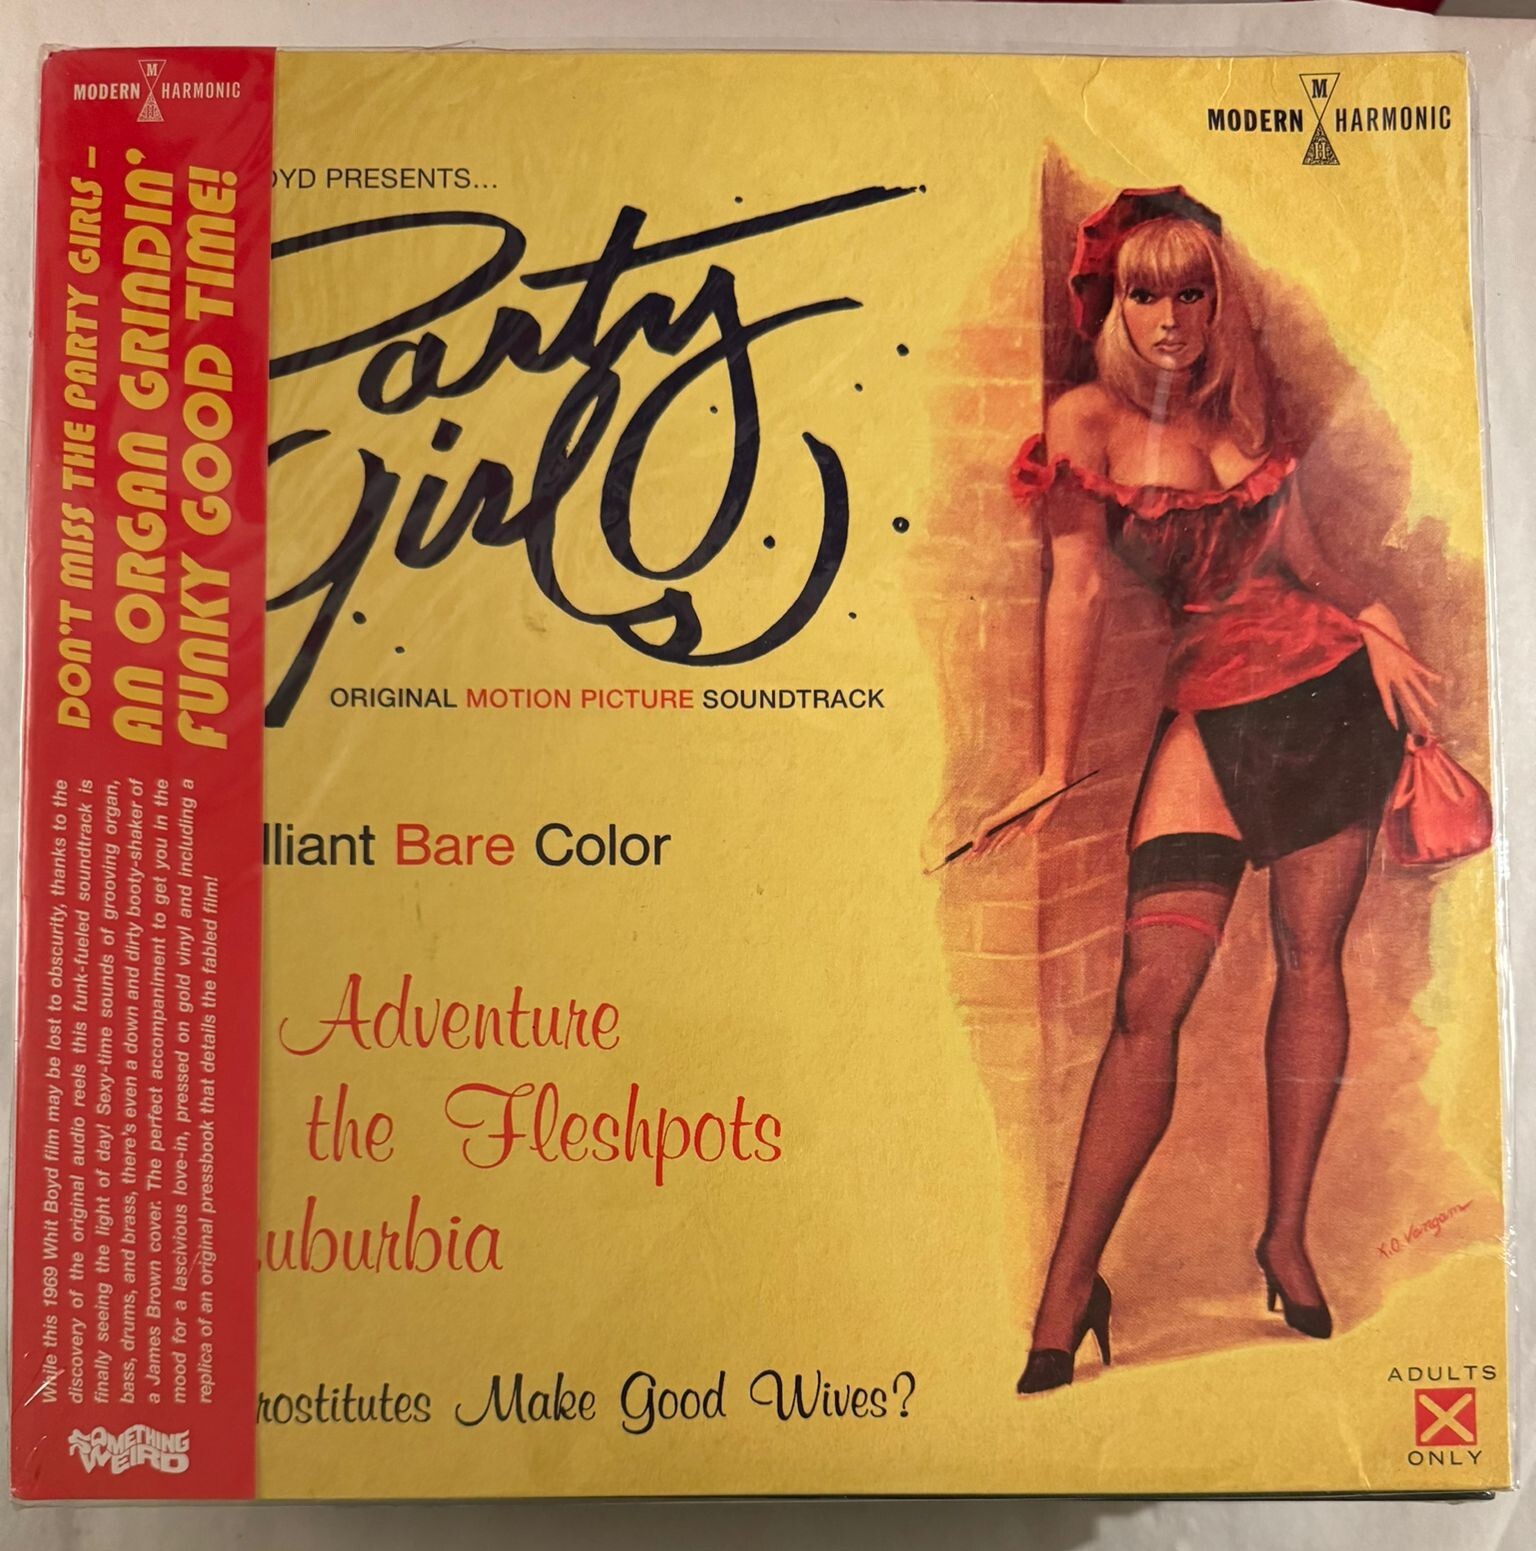 MODERN M H HARMONIC
DON'T MISS THE PARTY GIRLS –
AN ORGAN GRINDIN'
FUNKY GOOD TIME!
While this 1969 Whit Boyd film may be lost to obscurity, thanks to the
discovery of the original audio reels this funk-fueled soundtrack is
finally seeing the light of day! Sexy-time sounds of grooving organ,
bass, drums, and brass, there's even a down and dirty booty-shaker of
a James Brown cover. The perfect accompaniment to get you in the
mood for a lascivious love-in, pressed on gold vinyl and including a
replica of an original pressbook that details the fabled film!
SOMETHING
WEIRD
MODERN M H HARMONIC
OYD PRESENTS...
Party
Girls
ORIGINAL MOTION PICTURE SOUNDTRACK
lliant Bare Color
Adventure
the Fleshpots
uburbia
rostitutes Make Good Wives?
K.O. Vangam
ADULTS
X
ONLY